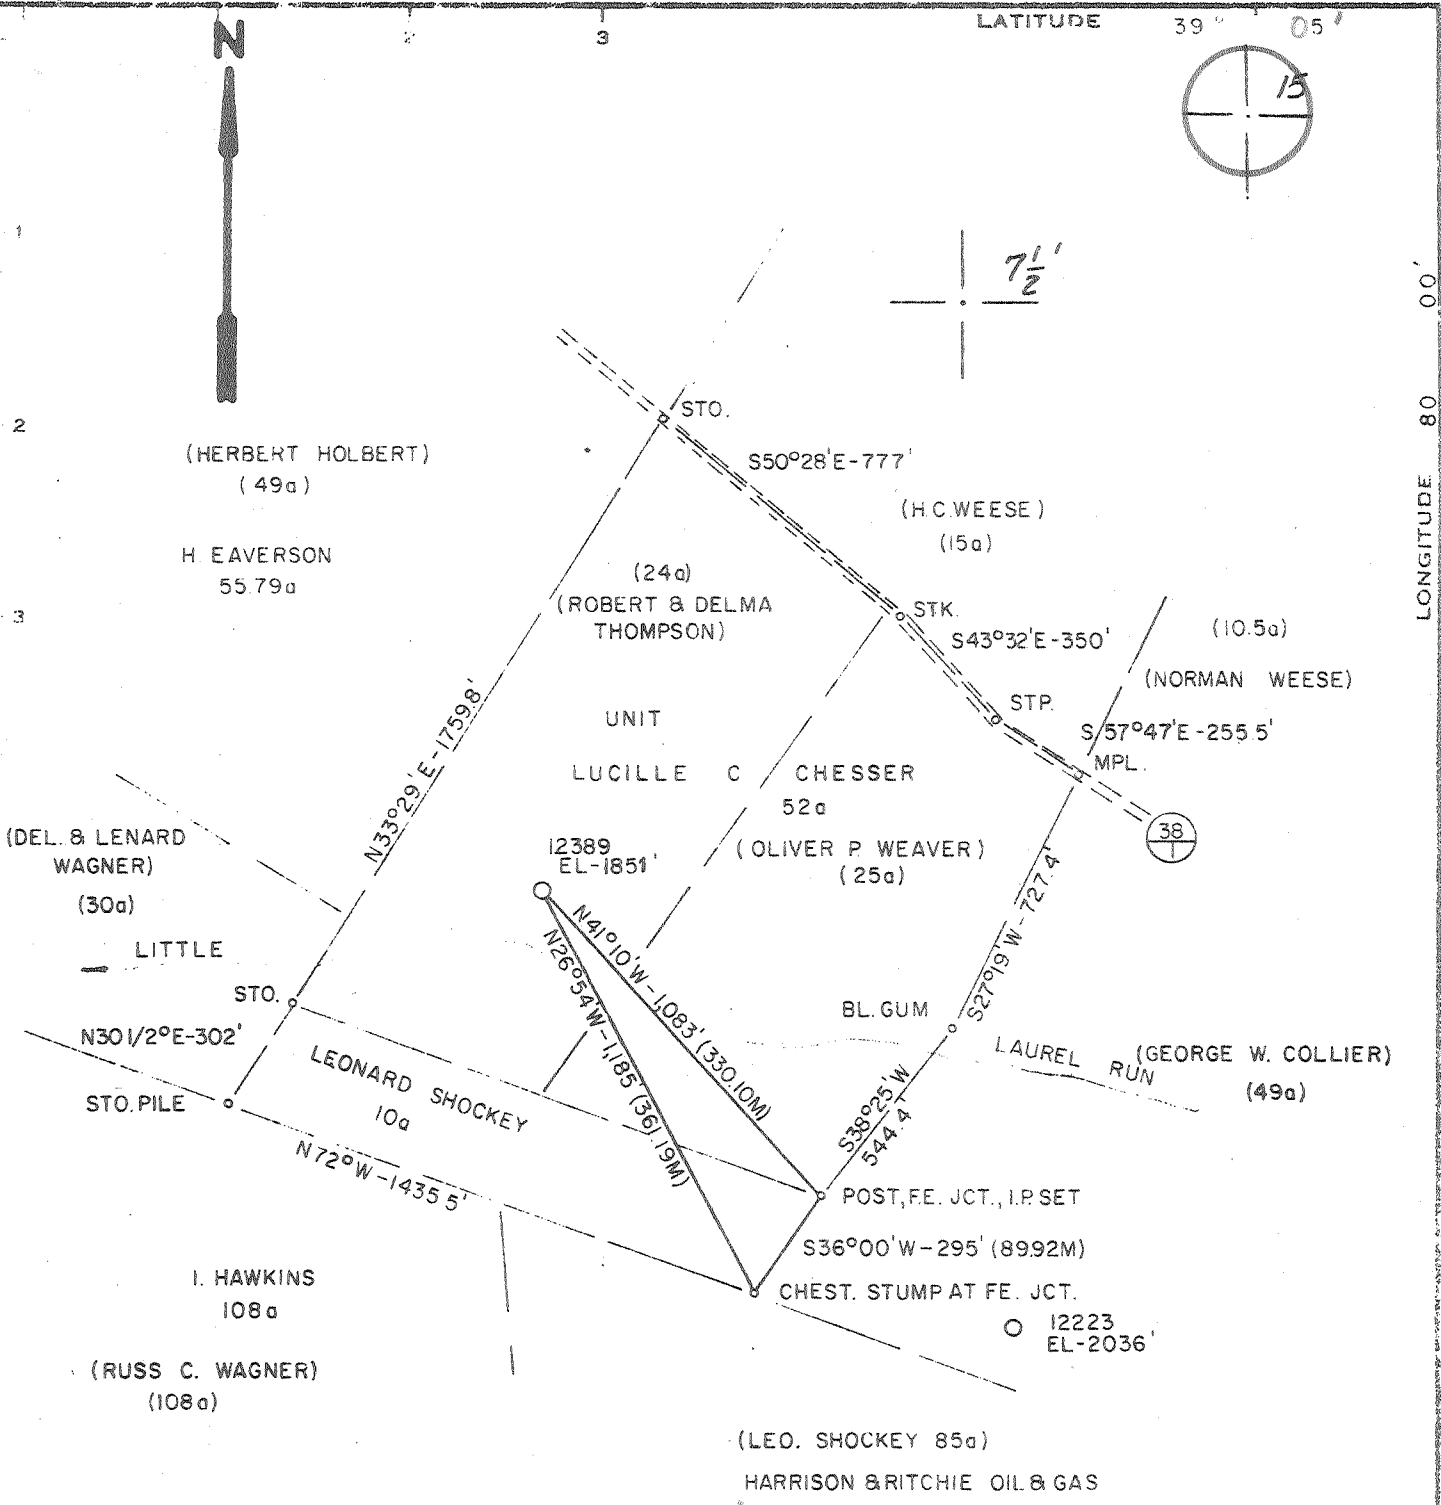 LATITUDE 39° 05'
N
2
3
15
1
7 1/2'
LONGITUDE 80 00'
2
STO.
(HERBERT HOLBERT)
(49a)
S50°28'E-777'
(H.C.WEESE)
(15a)
H. EAVERSON
55.79a
(24a)
(ROBERT & DELMA
THOMPSON)
3
STK.
S43°32'E-350'
(10.5a)
(NORMAN WEESE)
STP.
S57°47'E-255.5'
MPL.
N33°29'E-1759.8'
UNIT
LUCILLE C CHESSER
52a
38
1
(DEL. & LENARD
WAGNER)
(30a)
12389
EL-1851'
(OLIVER P. WEAVER)
(25a)
S27°19'W-727.4'
LITTLE
STO.
N41°10'W-1,083' (330.10M)
N26°54'W-1,185' (361.19M)
BL. GUM
LAUREL RUN
(GEORGE W. COLLIER)
(49a)
N30 1/2°E-302'
LEONARD SHOCKEY
10a
STO. PILE
S38°25'W
544.4'
N72°W-1435.5'
POST, F.E. JCT., I.P. SET
S36°00'W-295' (89.92M)
CHEST. STUMP AT FE. JCT.
I. HAWKINS
108a
12223
EL-2036'
(RUSS C. WAGNER)
(108a)
(LEO. SHOCKEY 85a)
HARRISON & RITCHIE OIL & GAS